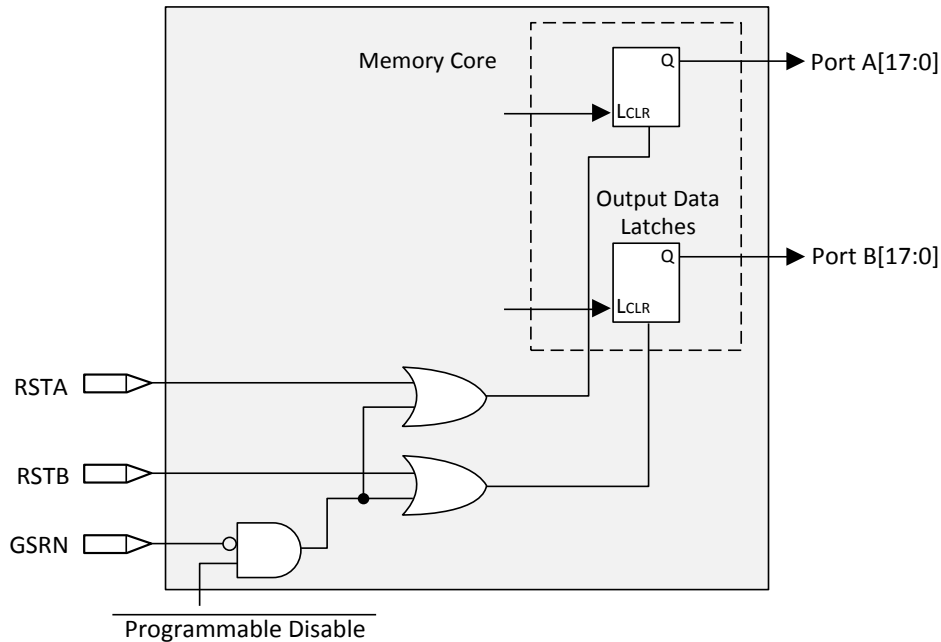 Memory Core
Q
Port A[17:0]
LCLR
Output Data
Latches
Q
Port B[17:0]
LCLR
RSTA
RSTB
GSRN
Programmable Disable